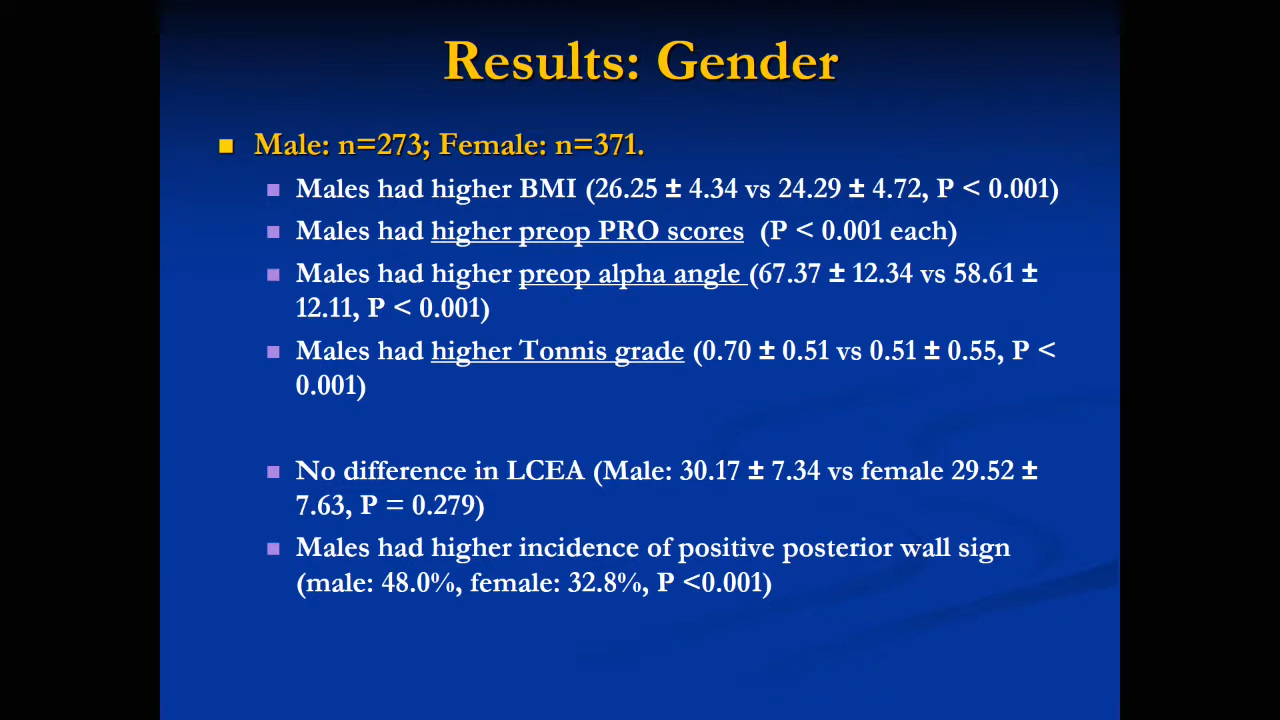 Results: Gender
Male: n=273; Female: n=371.
Males had higher BMI (26.25 ± 4.34 vs 24.29 ± 4.72, P < 0.001)
Males had higher preop PRO scores (P < 0.001 each)
Males had higher preop alpha angle (67.37 ± 12.34 vs 58.61 ±
12.11, P < 0.001)
Males had higher Tonnis grade (0.70 ± 0.51 vs 0.51 ± 0.55, P <
0.001)
No difference in LCEA (Male: 30.17 ± 7.34 vs female 29.52 ±
7.63, P = 0.279)
Males had higher incidence of positive posterior wall sign
(male: 48.0%, female: 32.8%, P <0.001)